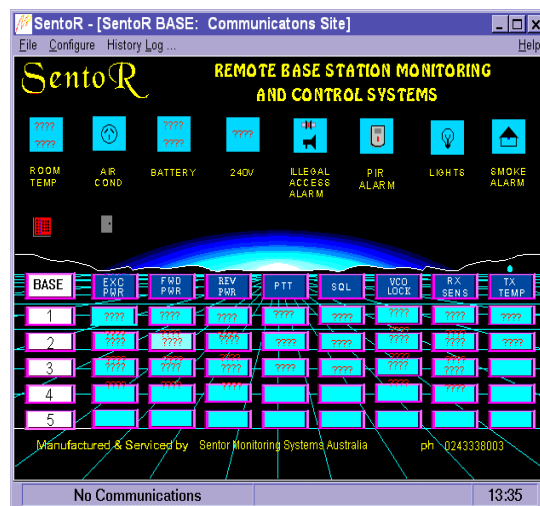 SentoR - [SentoR BASE: Communicatons Site]
File Configure History Log ... Help
SentoR
REMOTE BASE STATION MONITORING
AND CONTROL SYSTEMS
???? ???? ????
???? ????
ROOM TEMP
AIR COND
BATTERY
240V
ILLEGAL ACCESS ALARM
PIR ALARM
LIGHTS
SMOKE ALARM
BASE EXC PWR FWD PWR REV PWR PTT SQL VCO LOCK RX SENS TX TEMP
1 ???? ???? ???? ???? ???? ???? ???? ????
???? ???? ???? ???? ????
2 ???? ???? ???? ???? ???? ???? ???? ????
???? ???? ???? ???? ????
3 ???? ???? ???? ???? ???? ???? ???? ????
???? ???? ???? ???? ????
4
5
Manufactured & Serviced by Sentor Monitoring Systems Australia ph 0243338003
No Communications 13:35